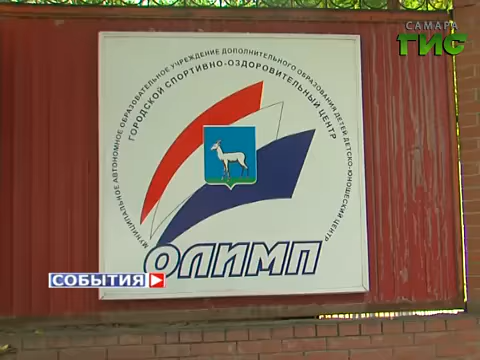 САМАРА
ГИС
МУНИЦИПАЛЬНОЕ АВТОНОМНОЕ ОБРАЗОВАТЕЛЬНОЕ УЧРЕЖДЕНИЕ ДОПОЛНИТЕЛЬНОГО ОБРАЗОВАНИЯ ДЕТЕЙ ДЕТСКО-ЮНОШЕСКИЙ ЦЕНТР
ГОРОДСКОЙ СПОРТИВНО-ОЗДОРОВИТЕЛЬНЫЙ ЦЕНТР
ОЛИМП
СОБЫТИЯ